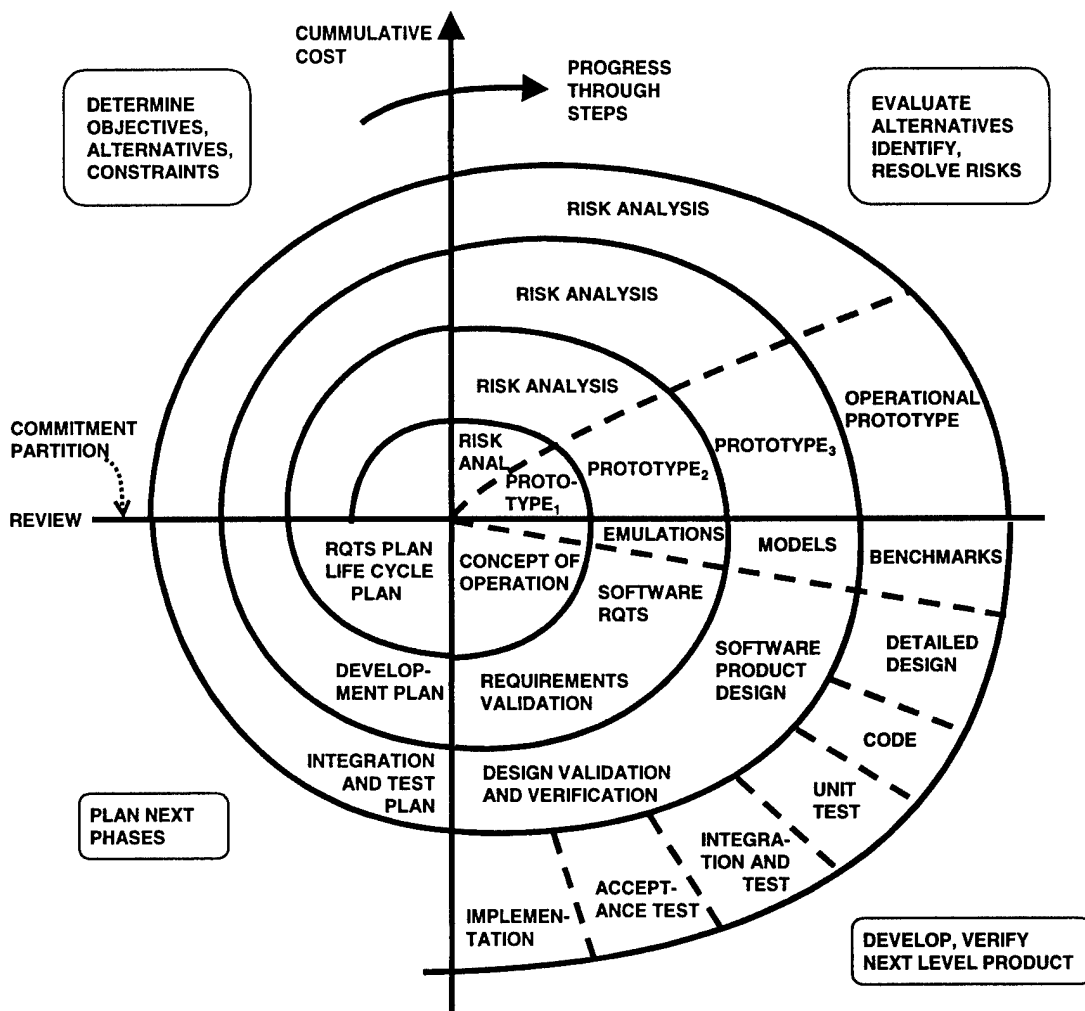 CUMMULATIVE
COST
PROGRESS
THROUGH
STEPS
DETERMINE
OBJECTIVES,
ALTERNATIVES,
CONSTRAINTS
EVALUATE
ALTERNATIVES
IDENTIFY,
RESOLVE RISKS
RISK ANALYSIS
RISK ANALYSIS
RISK ANALYSIS
RISK
ANAL
COMMITMENT
PARTITION
REVIEW
PROTO-
TYPE1
PROTOTYPE2
PROTOTYPE3
OPERATIONAL
PROTOTYPE
EMULATIONS
MODELS
BENCHMARKS
RQTS PLAN
LIFE CYCLE
PLAN
CONCEPT OF
OPERATION
SOFTWARE
RQTS
SOFTWARE
PRODUCT
DESIGN
DETAILED
DESIGN
DEVELOP-
MENT PLAN
REQUIREMENTS
VALIDATION
CODE
INTEGRATION
AND TEST
PLAN
DESIGN VALIDATION
AND VERIFICATION
UNIT
TEST
PLAN NEXT
PHASES
INTEGRA-
TION AND
TEST
ACCEPT-
ANCE TEST
IMPLEMEN-
TATION
DEVELOP, VERIFY
NEXT LEVEL PRODUCT